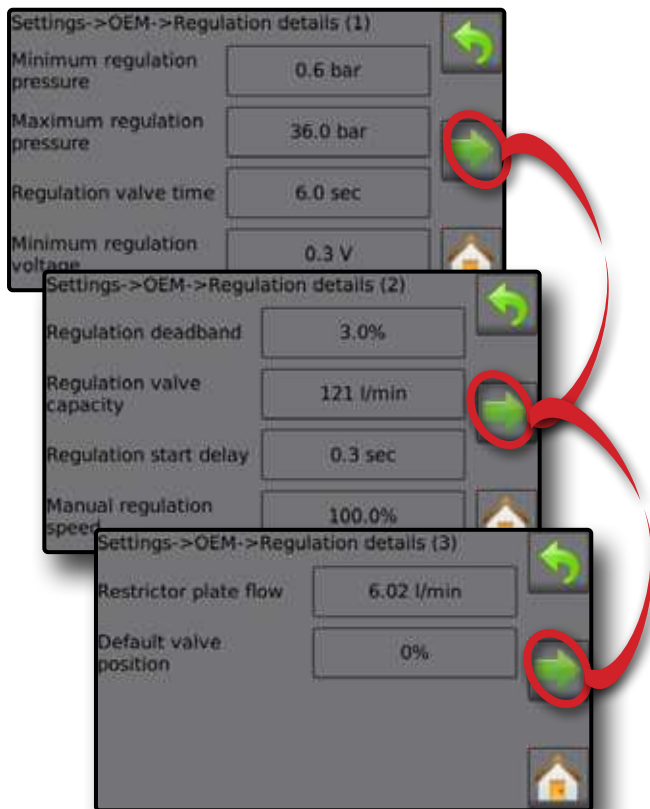 Settings->OEM->Regulation details (1)
Minimum regulation
pressure
0.6 bar
Maximum regulation
pressure
36.0 bar
Regulation valve time
6.0 sec
Minimum regulation
voltage
0.3 V
Settings->OEM->Regulation details (2)
Regulation deadband
3.0%
Regulation valve
capacity
121 l/min
Regulation start delay
0.3 sec
Manual regulation
speed
100.0%
Settings->OEM->Regulation details (3)
Restrictor plate flow
6.02 l/min
Default valve
position
0%